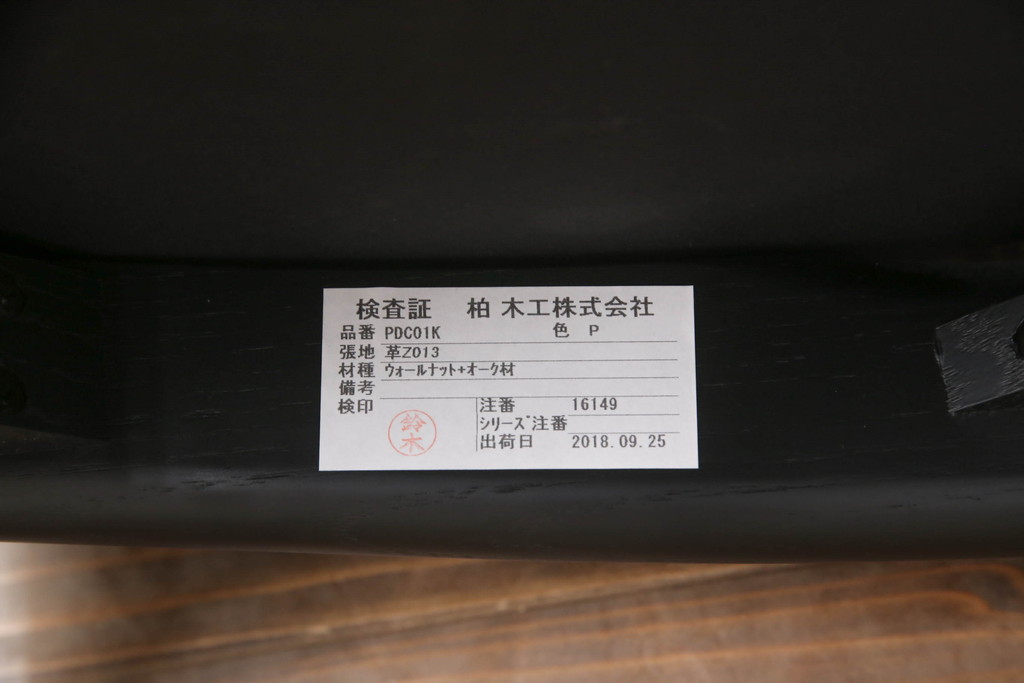 検査証 柏木工株式会社
品番 PDC01K 色 P
張地 革Z013
材種 ｳｫｰﾙﾅｯﾄ+ｵｰｸ材
備考
検印 鈴木
注番 16149
ｼﾘｰｽﾞ注番
出荷日 2018.09.25